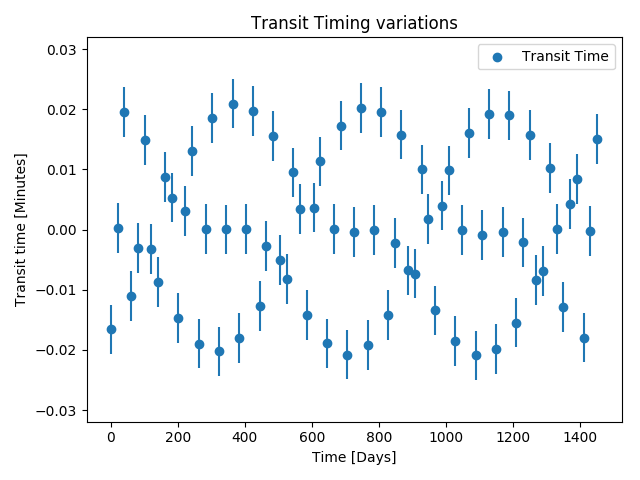 Transit Timing variations
Transit Time
Transit time [Minutes]
0.03
0.02
0.01
0.00
−0.01
−0.02
−0.03
0 200 400 600 800 1000 1200 1400
Time [Days]